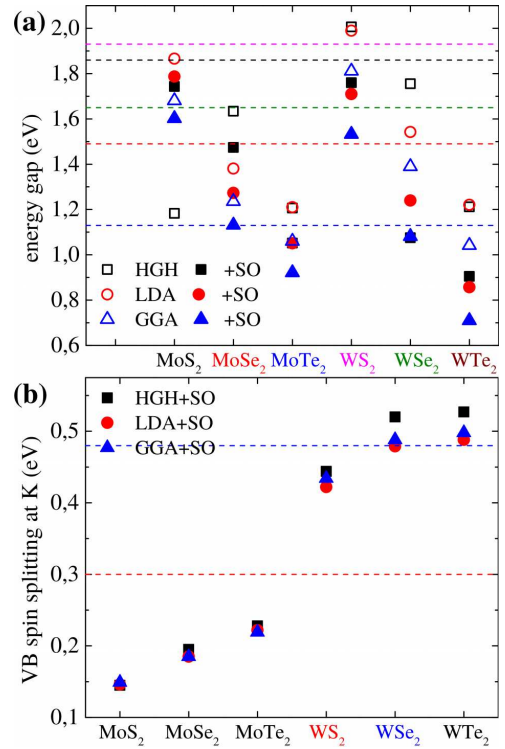 (a)
2,0
1,8
1,6
1,4
1,2
1,0
0,8
0,6
energy gap (eV)
HGH +SO
LDA +SO
GGA +SO
MoS₂ MoSe₂ MoTe₂ WS₂ WSe₂ WTe₂
(b)
HGH+SO
LDA+SO
GGA+SO
0,5
0,4
0,3
0,2
0,1
VB spin splitting at K (eV)
MoS₂ MoSe₂ MoTe₂ WS₂ WSe₂ WTe₂